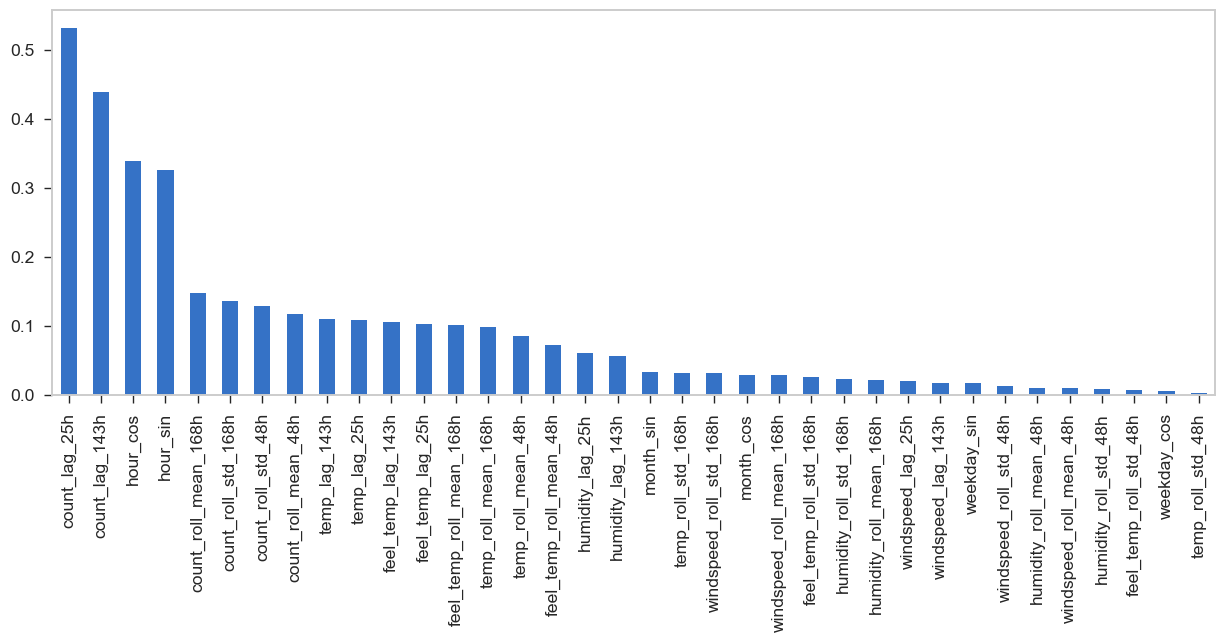 0.5
0.4
0.3
0.2
0.1
0.0
count_lag_25h
count_lag_143h
hour_cos
hour_sin
count_roll_mean_168h
count_roll_std_168h
count_roll_std_48h
count_roll_mean_48h
temp_lag_143h
temp_lag_25h
feel_temp_lag_143h
feel_temp_lag_25h
feel_temp_roll_mean_168h
temp_roll_mean_168h
temp_roll_mean_48h
feel_temp_roll_mean_48h
humidity_lag_25h
humidity_lag_143h
month_sin
temp_roll_std_168h
windspeed_roll_std_168h
month_cos
windspeed_roll_mean_168h
feel_temp_roll_std_168h
humidity_roll_std_168h
humidity_roll_mean_168h
windspeed_lag_25h
windspeed_lag_143h
weekday_sin
windspeed_roll_std_48h
humidity_roll_mean_48h
windspeed_roll_mean_48h
humidity_roll_std_48h
feel_temp_roll_std_48h
weekday_cos
temp_roll_std_48h